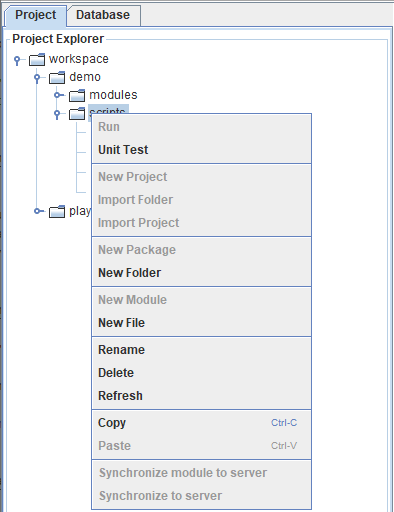 Project Database
Project Explorer
workspace
demo
modules
scripts
Run
Unit Test
New Project
Import Folder
Import Project
New Package
play
New Folder
New Module
New File
Rename
Delete
Refresh
Copy Ctrl-C
Paste Ctrl-V
Synchronize module to server
Synchronize to server